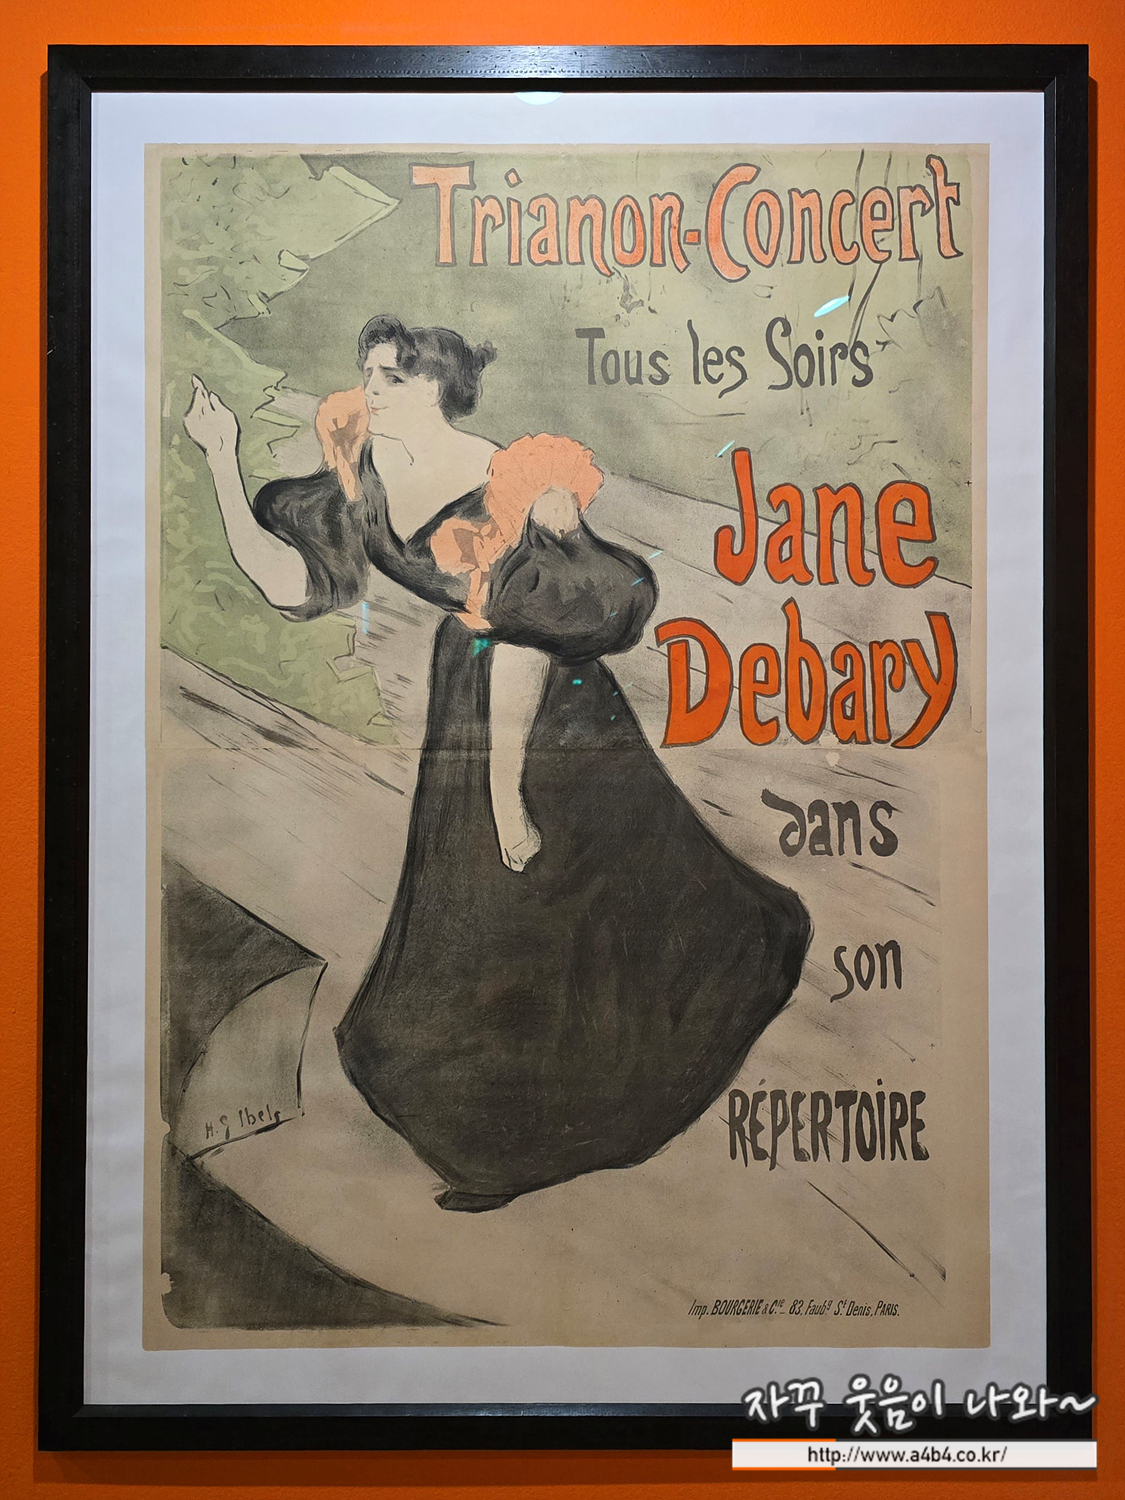 Trianon-Concert
Tous les Soirs
Jane
Debary
dans
son
RÉPERTOIRE
H.G Ibels
Imp. BOURGERIE & Cie_ 83, Faubg St Denis, PARIS.
자꾸 웃음이 나와~
http://www.a4b4.co.kr/